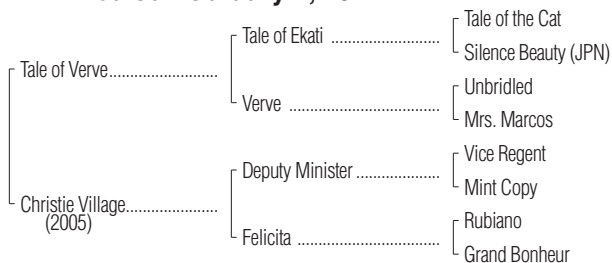 Tale of the Cat
Tale of Ekati
Silence Beauty (JPN)
Tale of Verve
Unbridled
Verve
Mrs. Marcos
Vice Regent
Deputy Minister
Mint Copy
Christie Village
(2005)
Rubiano
Felicita
Grand Bonheur